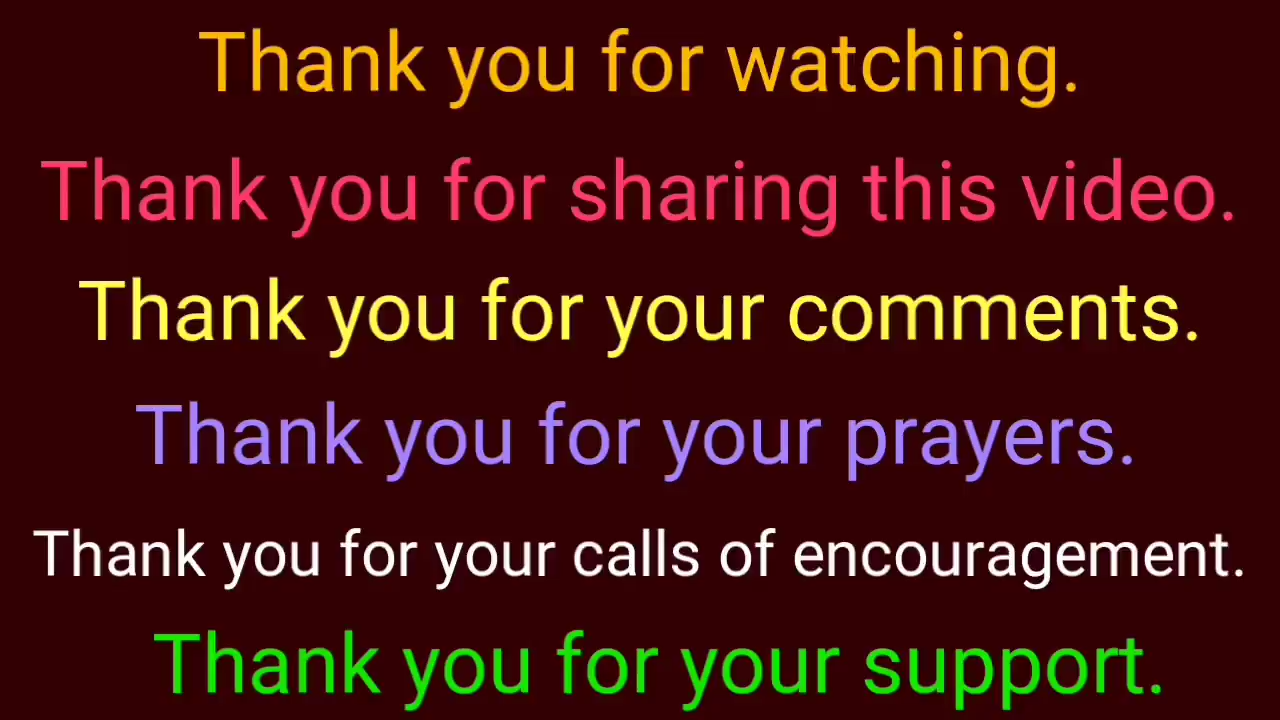 Thank you for watching.
Thank you for sharing this video.
Thank you for your comments.
Thank you for your prayers.
Thank you for your calls of encouragement.
Thank you for your support.